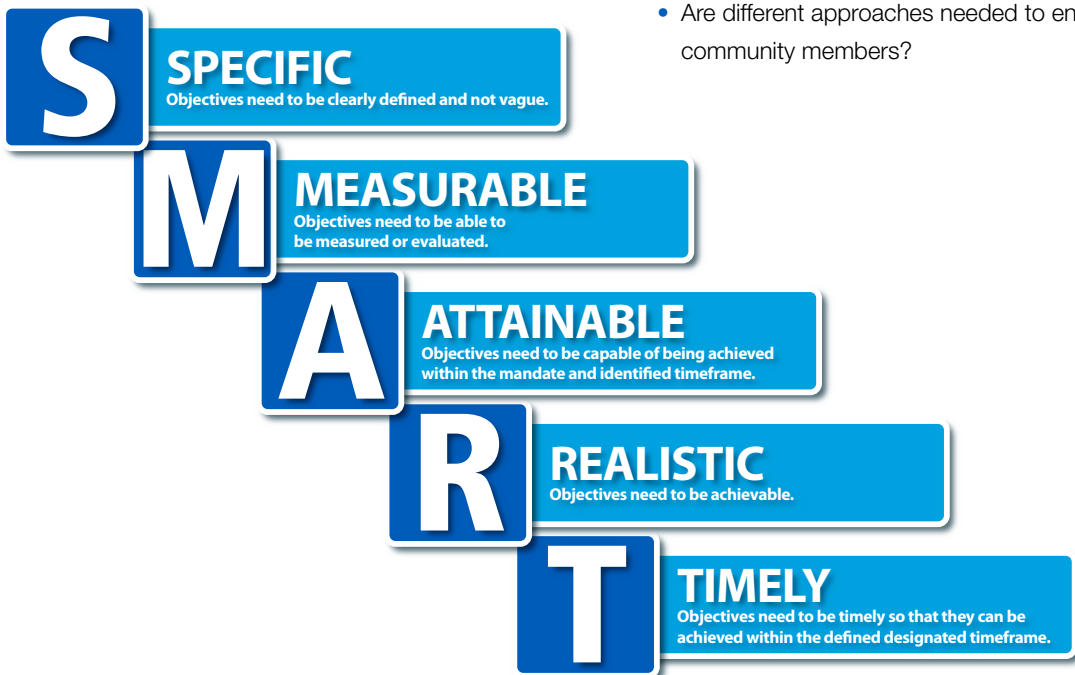 • Are different approaches needed to en
community members?
S
SPECIFIC
Objectives need to be clearly defined and not vague.
M
MEASURABLE
Objectives need to be able to
be measured or evaluated.
A
ATTAINABLE
Objectives need to be capable of being achieved
within the mandate and identified timeframe.
R
REALISTIC
Objectives need to be achievable.
T
TIMELY
Objectives need to be timely so that they can be
achieved within the defined designated timeframe.